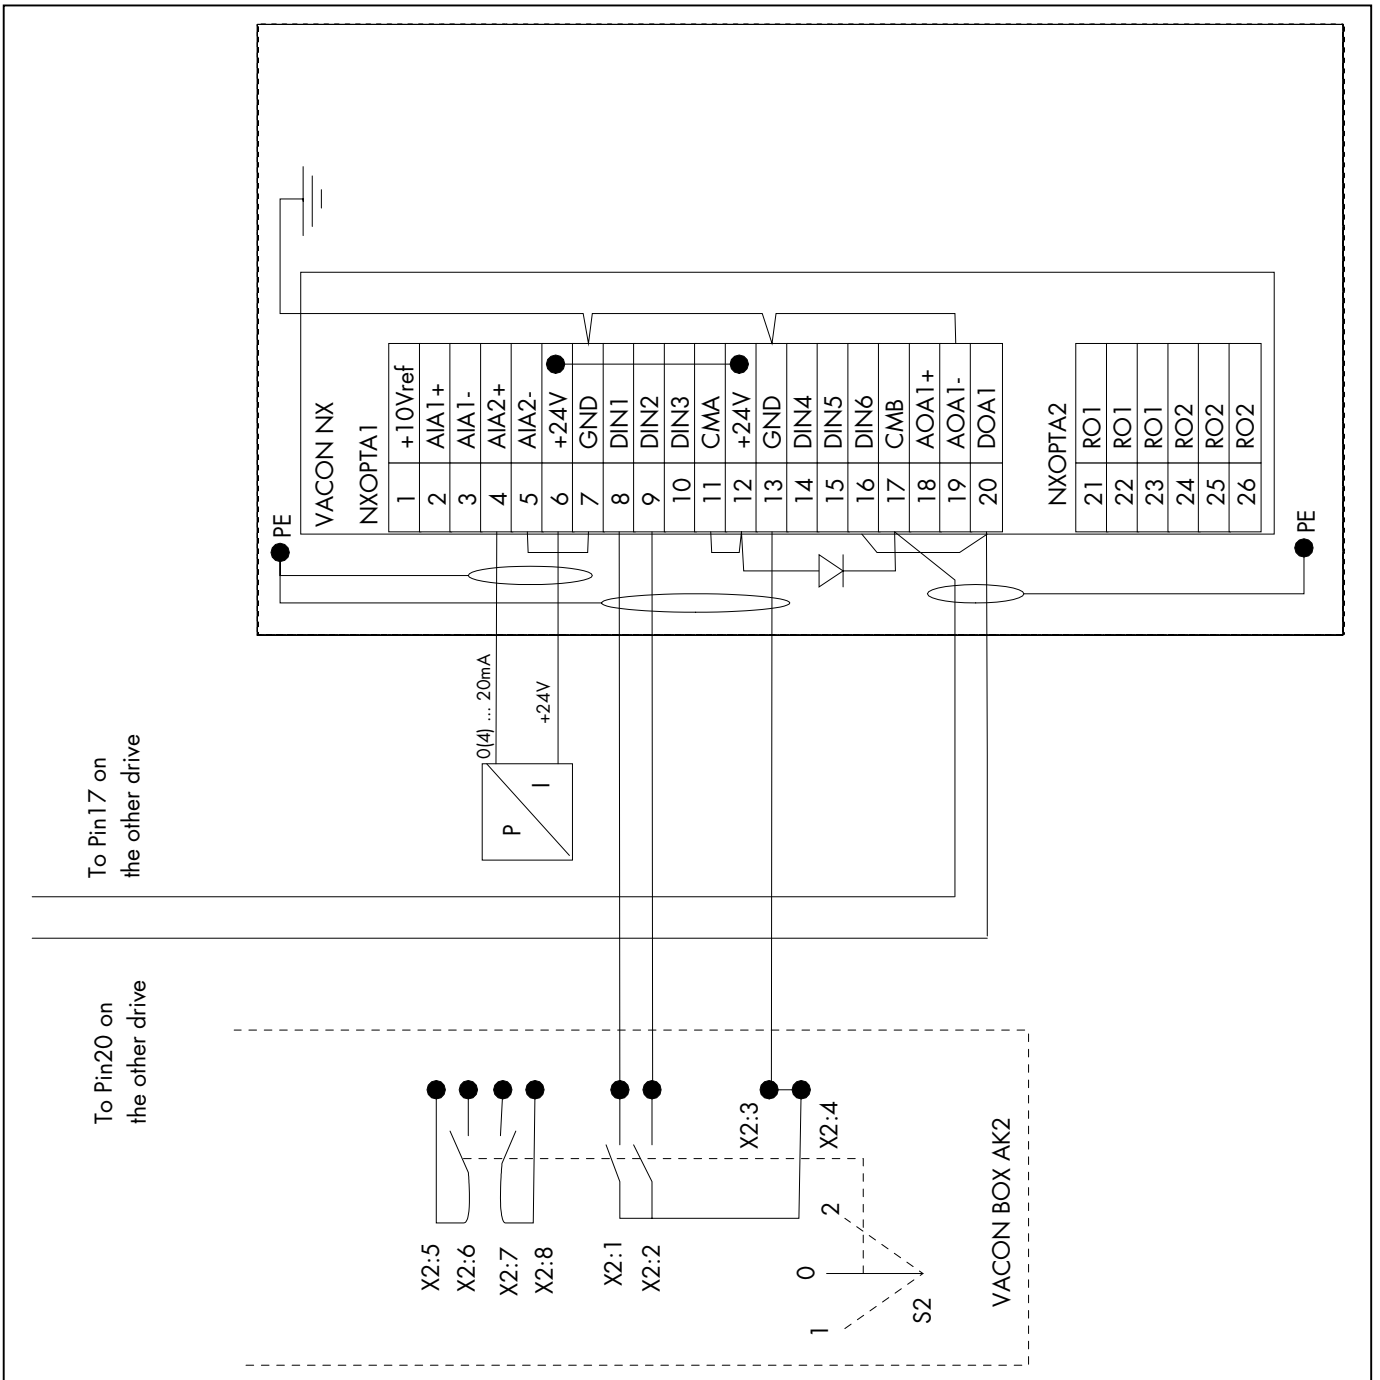 PE
VACON NX
NXOPTA1
1 +10Vref
2 AIA1+
3 AIA1-
4 AIA2+
5 AIA2-
6 +24V
7 GND
8 DIN1
9 DIN2
10 DIN3
11 CMA
12 +24V
13 GND
14 DIN4
15 DIN5
16 DIN6
17 CMB
18 AOA1+
19 AOA1-
20 DOA1
NXOPTA2
21 RO1
22 RO1
23 RO1
24 RO2
25 RO2
26 RO2
PE
0(4) ... 20mA
+24V
P
I
To Pin17 on
the other drive
To Pin20 on
the other drive
X2:5
X2:6
X2:7
X2:8
X2:1
X2:2
X2:3
X2:4
1
0
2
S2
VACON BOX AK2